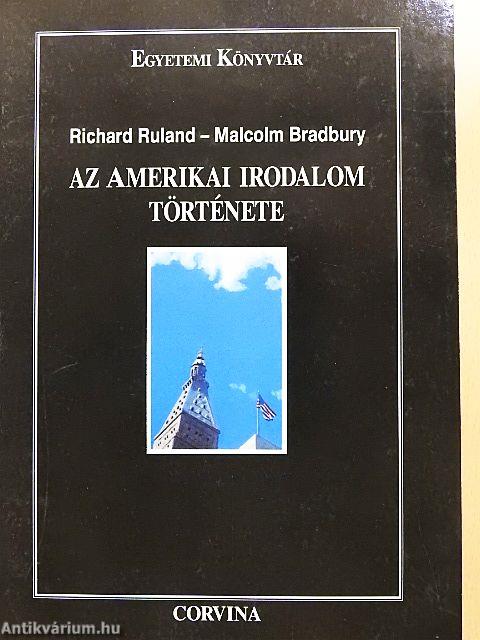 EGYETEMI KÖNYVTÁR
Richard Ruland – Malcolm Bradbury
AZ AMERIKAI IRODALOM
TÖRTÉNETE
CORVINA
Antikvárium.hu